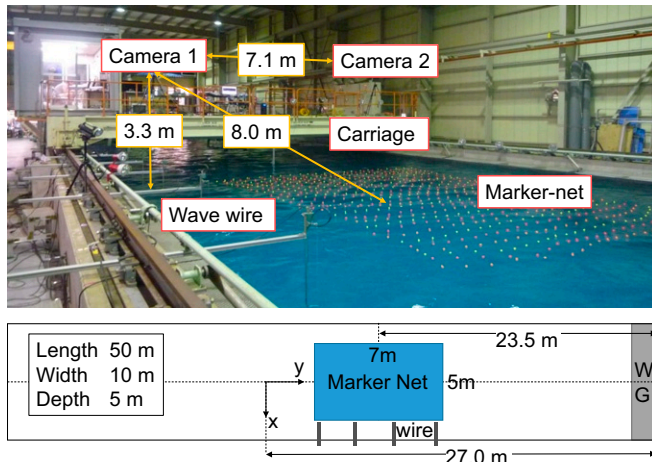 Camera 1
7.1 m
Camera 2
3.3 m
8.0 m
Carriage
Marker-net
Wave wire
23.5 m
Length 50 m
Width 10 m
Depth 5 m
7m
y
Marker Net
5m
W
G
x
wire
27.0 m